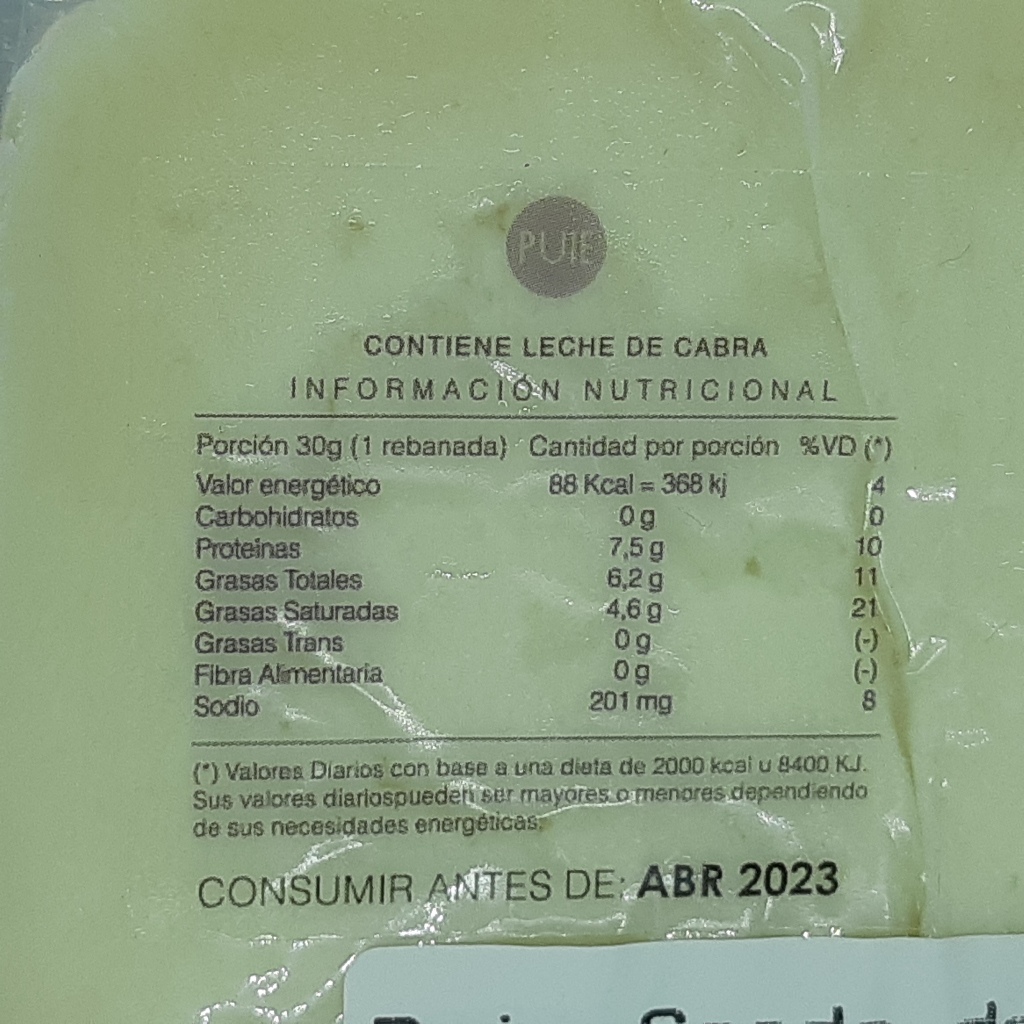 PUTE
CONTIENE LECHE DE CABRA
INFORMACIÓN NUTRICIONAL
Porción 30g (1 rebanada) Cantidad por porción %VD (*)
Valor energético 88 Kcal = 368 kj 4
Carbohidratos 0 g 0
Proteinas 7,5 g 10
Grasas Totales 6,2 g 11
Grasas Saturadas 4,6 g 21
Grasas Trans 0 g (-)
Fibra Alimentaria 0 g (-)
Sodio 201 mg 8
(*) Valores Diarios con base a una dieta de 2000 kcal u 8400 KJ.
Sus valores diariospueden ser mayores o menores dependiendo
de sus necesidades energéticas.
CONSUMIR ANTES DE: ABR 2023